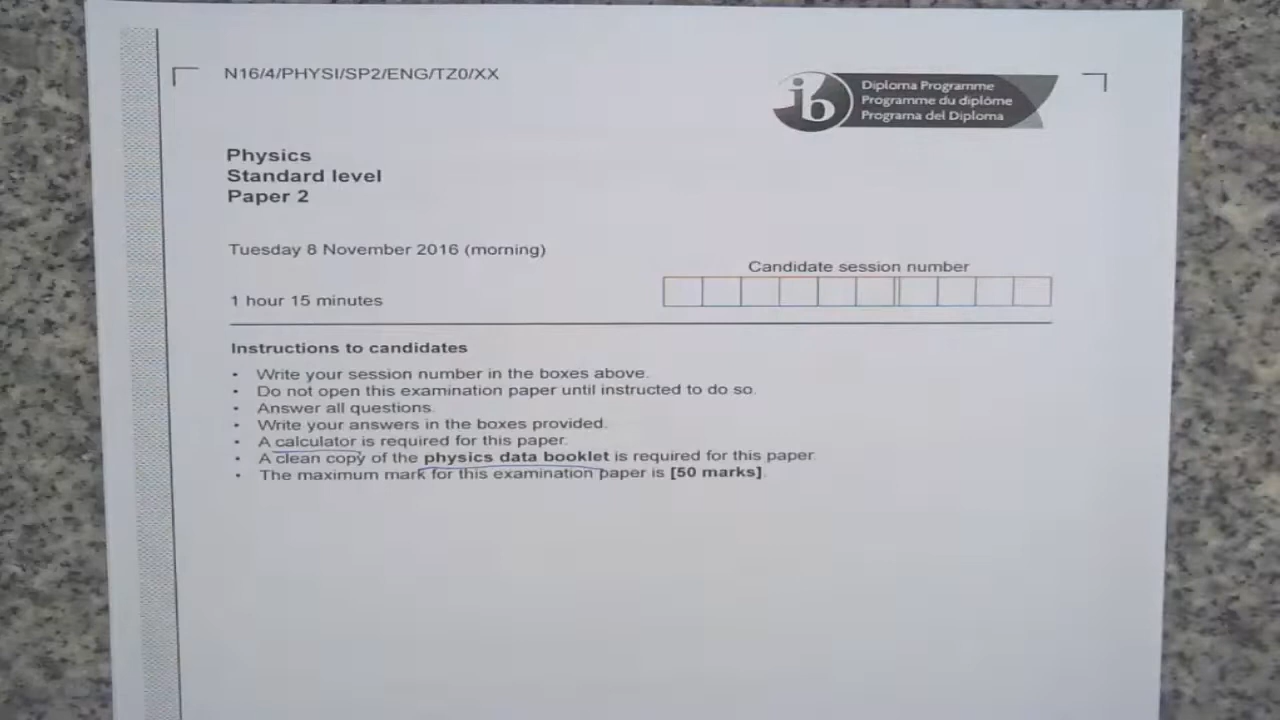 N16/4/PHYSI/SP2/ENG/TZ0/XX
ib
Diploma Programme
Programme du diplôme
Programa del Diploma
Physics
Standard level
Paper 2
Tuesday 8 November 2016 (morning)
Candidate session number
1 hour 15 minutes
Instructions to candidates
• Write your session number in the boxes above.
• Do not open this examination paper until instructed to do so.
• Answer all questions.
• Write your answers in the boxes provided.
• A calculator is required for this paper.
• A clean copy of the physics data booklet is required for this paper.
• The maximum mark for this examination paper is [50 marks].